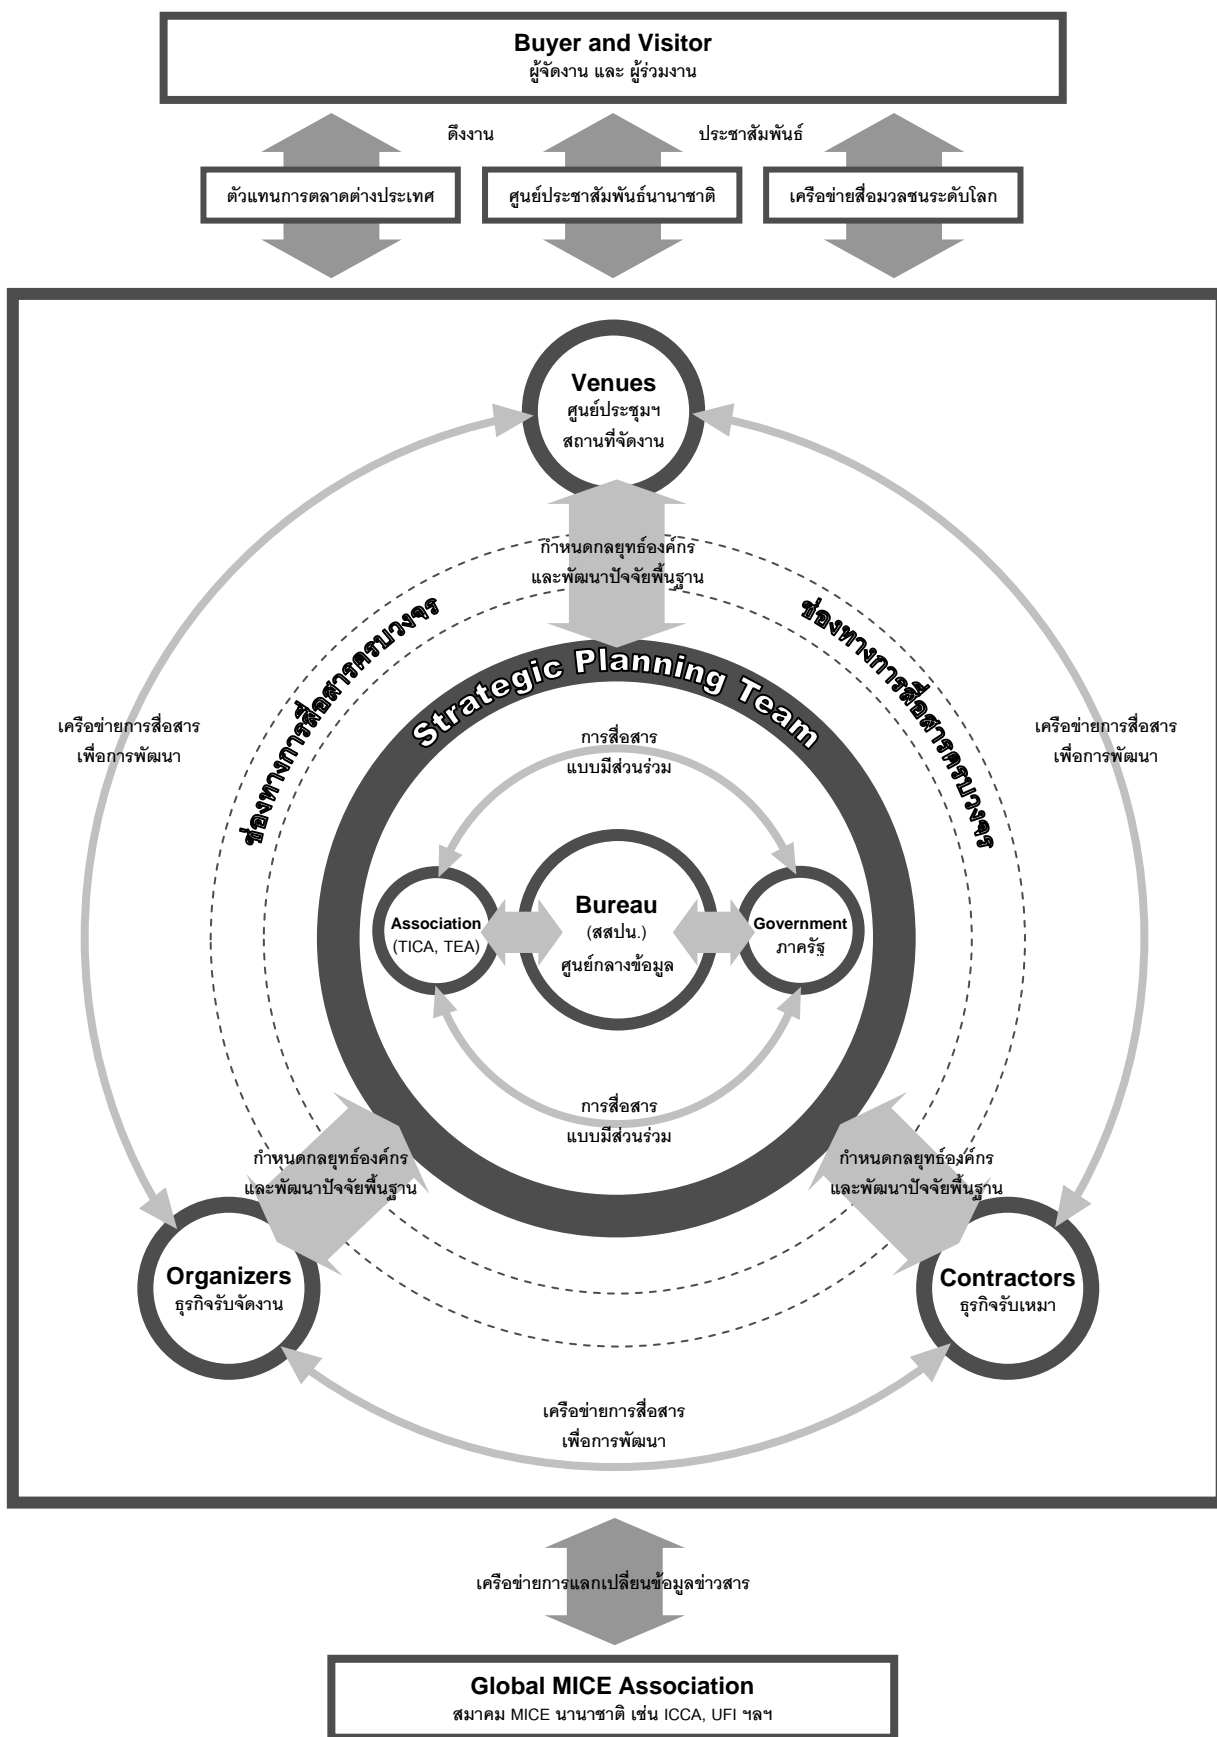 Buyer and Visitor
ผู้จัดงาน และ ผู้ร่วมงาน
ดึงงาน
ประชาสัมพันธ์
ตัวแทนการตลาดต่างประเทศ
ศูนย์ประชาสัมพันธ์นานาชาติ
เครือข่ายสื่อมวลชนระดับโลก
Venues
ศูนย์ประชุมฯ
สถานที่จัดงาน
กำหนดกลยุทธ์องค์กร
และพัฒนาปัจจัยพื้นฐาน
ช่องทางการสื่อสารครบวงจร
ช่องทางการสื่อสารครบวงจร
Strategic Planning Team
เครือข่ายการสื่อสาร
เพื่อการพัฒนา
เครือข่ายการสื่อสาร
เพื่อการพัฒนา
การสื่อสาร
แบบมีส่วนร่วม
Association
(TICA, TEA)
Bureau
(สสปน.)
ศูนย์กลางข้อมูล
Government
ภาครัฐ
การสื่อสาร
แบบมีส่วนร่วม
กำหนดกลยุทธ์องค์กร
และพัฒนาปัจจัยพื้นฐาน
กำหนดกลยุทธ์องค์กร
และพัฒนาปัจจัยพื้นฐาน
Organizers
ธุรกิจรับจัดงาน
Contractors
ธุรกิจรับเหมา
เครือข่ายการสื่อสาร
เพื่อการพัฒนา
เครือข่ายการแลกเปลี่ยนข้อมูลข่าวสาร
Global MICE Association
สมาคม MICE นานาชาติ เช่น ICCA, UFI ฯลฯ